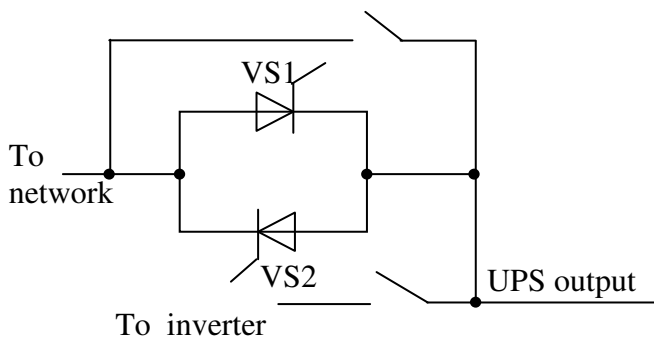 VS1
To
network
VS2
UPS output
To inverter